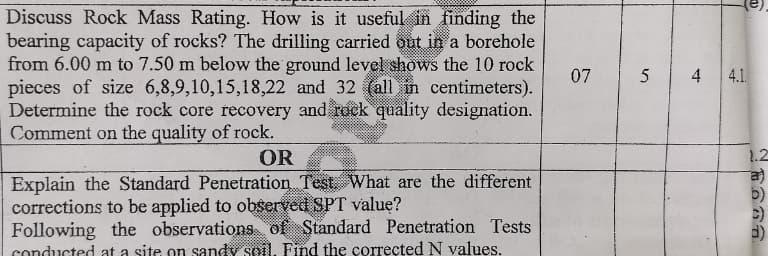 Discuss Rock Mass Rating. How is it useful in finding the
bearing capacity of rocks? The drilling carried out in a borehole
from 6.00 m to 7.50 m below the ground level shows the 10 rock
pieces of size 6,8,9,10,15,18,22 and 32 (all in centimeters).
Determine the rock core recovery and rock quality designation.
Comment on the quality of rock.
07 5 4 4.1
OR
Explain the Standard Penetration Test. What are the different
corrections to be applied to observed SPT value?
Following the observations of Standard Penetration Tests
conducted at a site on sandy soil. Find the corrected N values.
(e)
.2
a)
b)
c)
d)